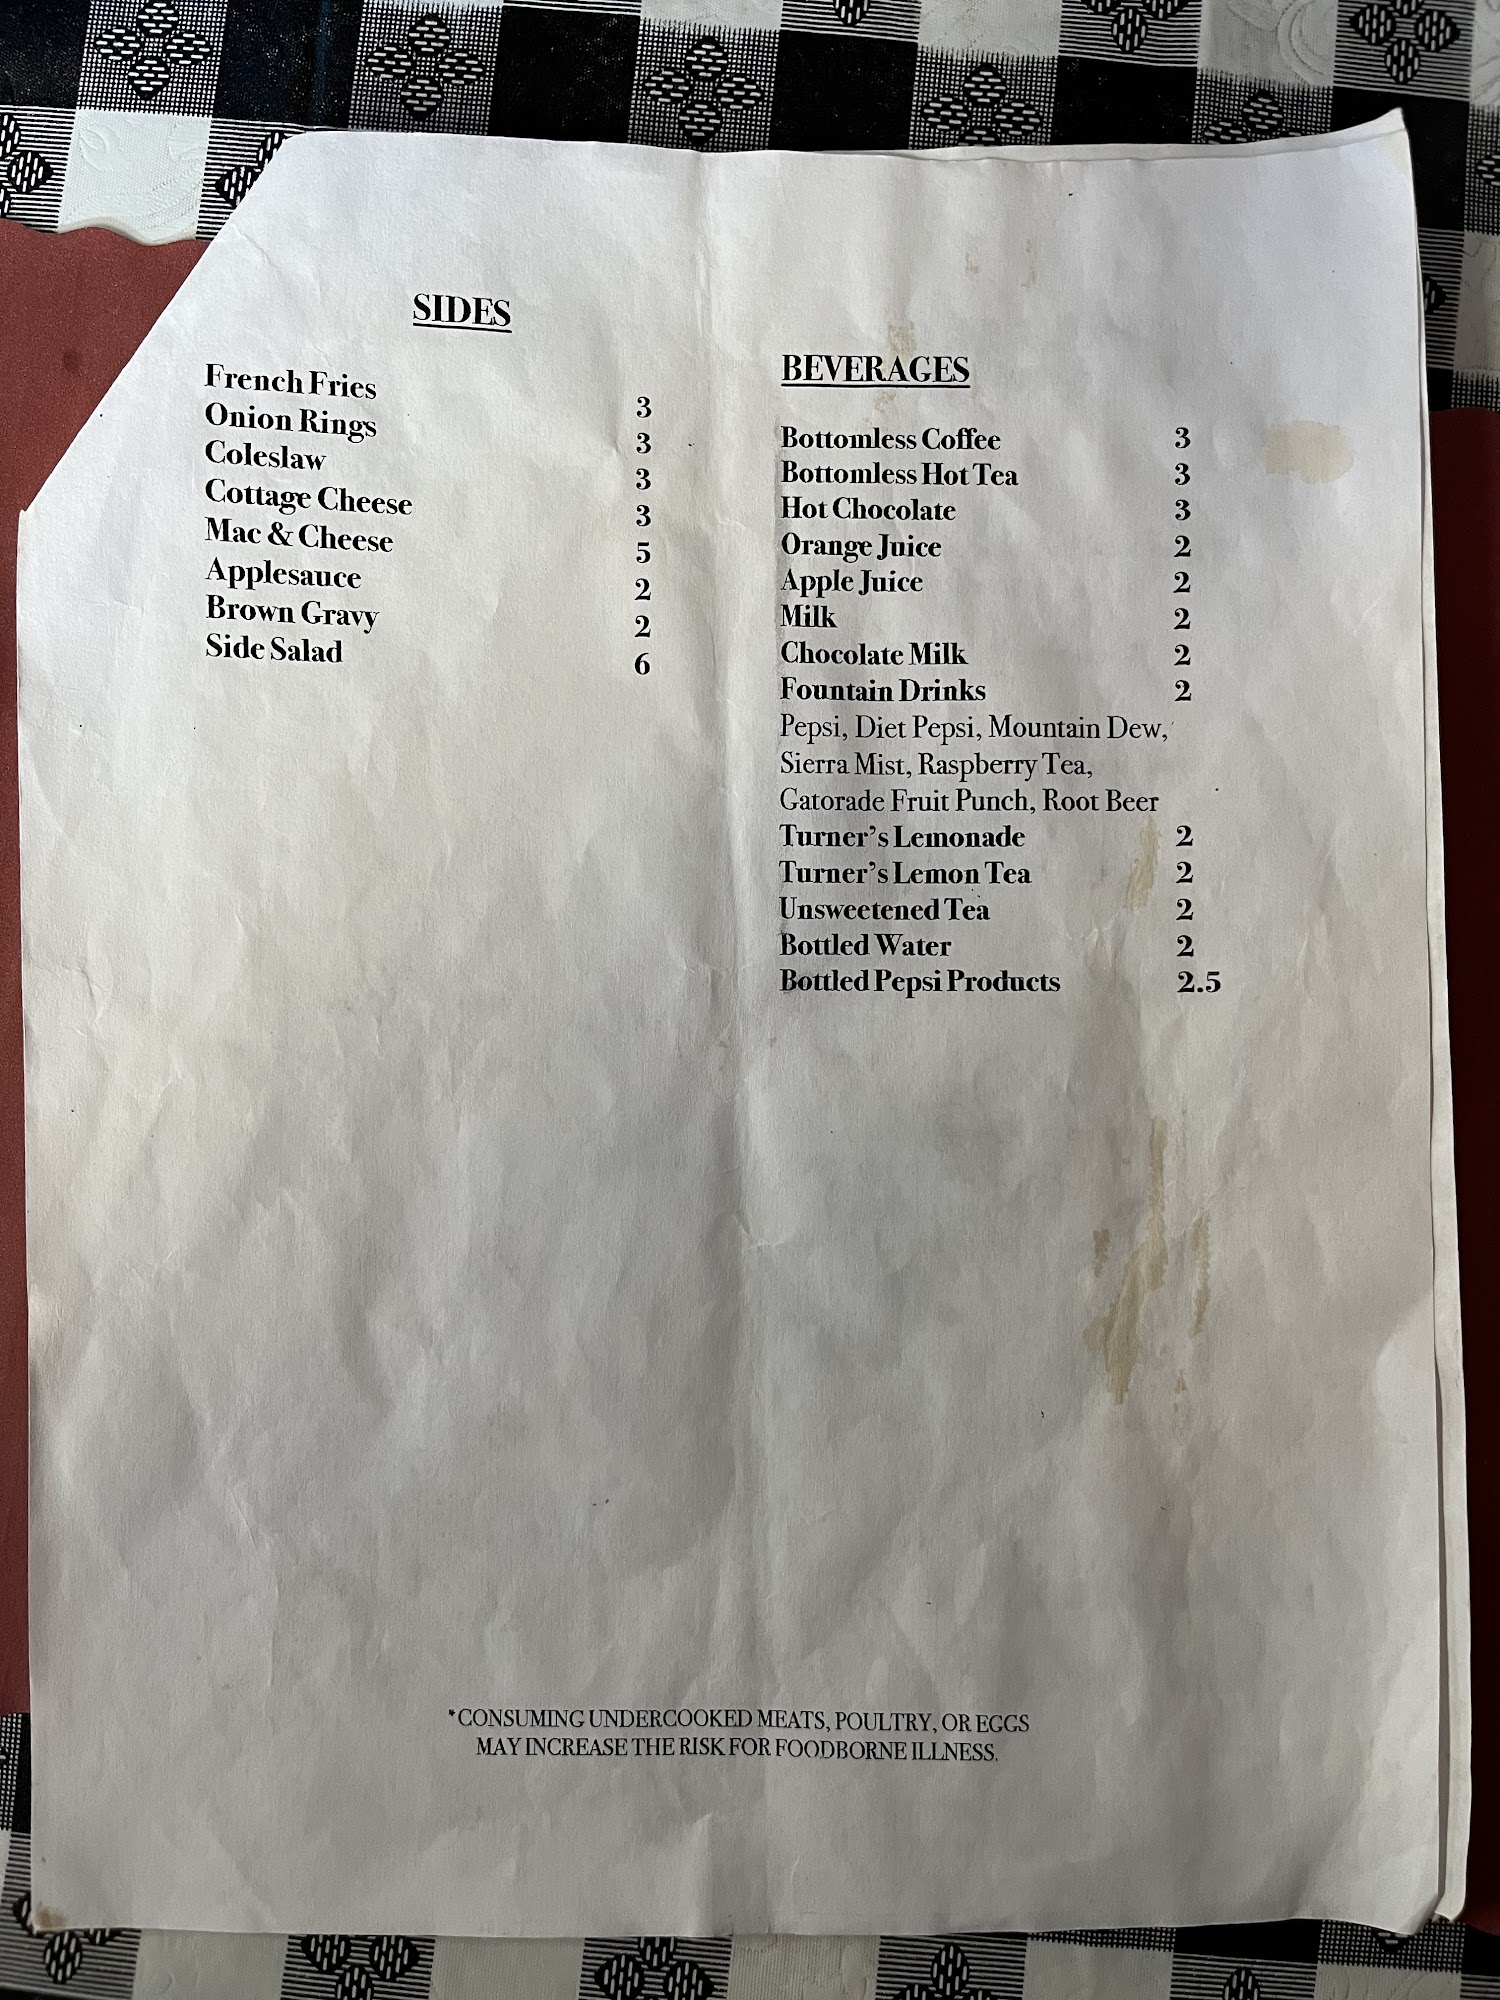 SIDES
French Fries 3
Onion Rings 3
Coleslaw 3
Cottage Cheese 3
Mac & Cheese 5
Applesauce 2
Brown Gravy 2
Side Salad 6
BEVERAGES
Bottomless Coffee 3
Bottomless Hot Tea 3
Hot Chocolate 3
Orange Juice 2
Apple Juice 2
Milk 2
Chocolate Milk 2
Fountain Drinks 2
Pepsi, Diet Pepsi, Mountain Dew,
Sierra Mist, Raspberry Tea,
Gatorade Fruit Punch, Root Beer
Turner's Lemonade 2
Turner's Lemon Tea 2
Unsweetened Tea 2
Bottled Water 2
Bottled Pepsi Products 2.5
*CONSUMING UNDERCOOKED MEATS, POULTRY, OR EGGS
MAY INCREASE THE RISK FOR FOODBORNE ILLNESS.